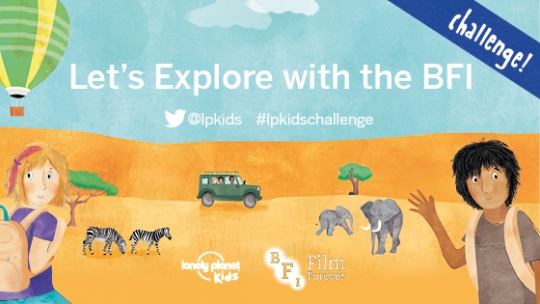 challenge!
Let's Explore with the BFI
@lpkids #lpkidschallenge
lonely planet
kids
BFI
Film
Forever